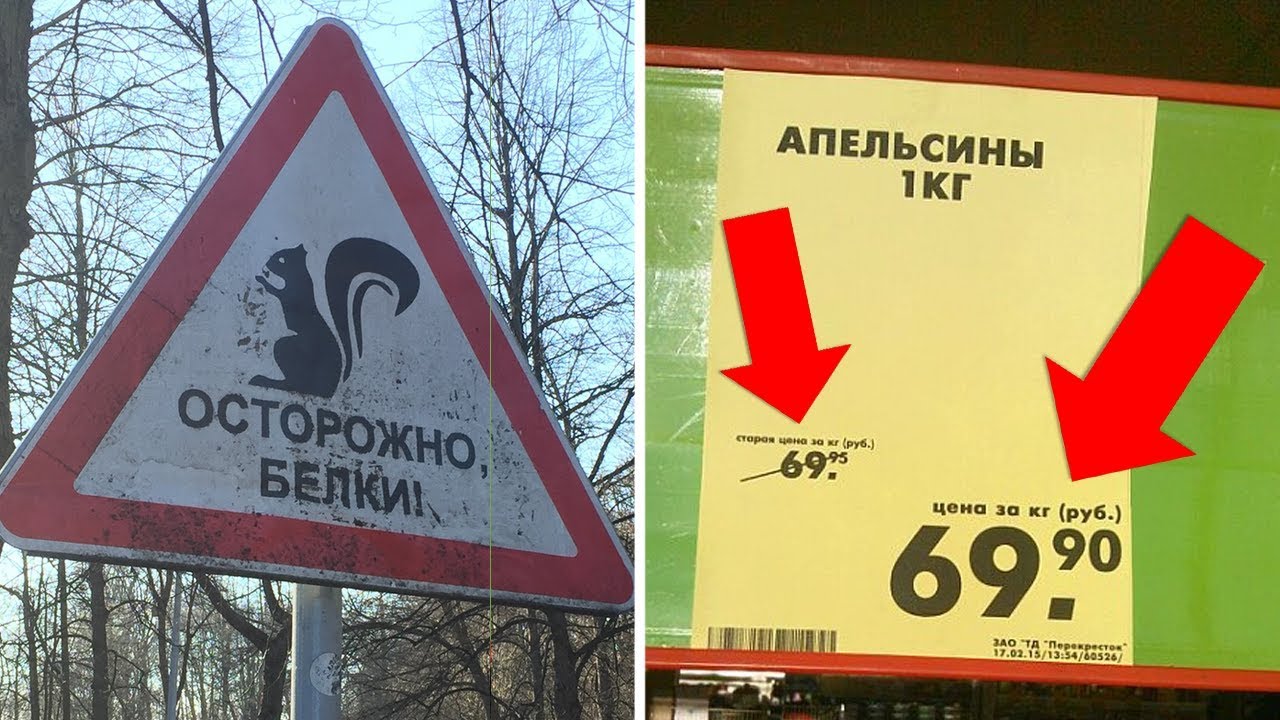 ОСТОРОЖНО,
БЕЛКИ!
АПЕЛЬСИНЫ
1КГ
старая цена за кг (руб.)
69.95
цена за кг (руб.)
69.90
ЗАО "ТД "Перекресток"
17.02.15/13:54/60526/